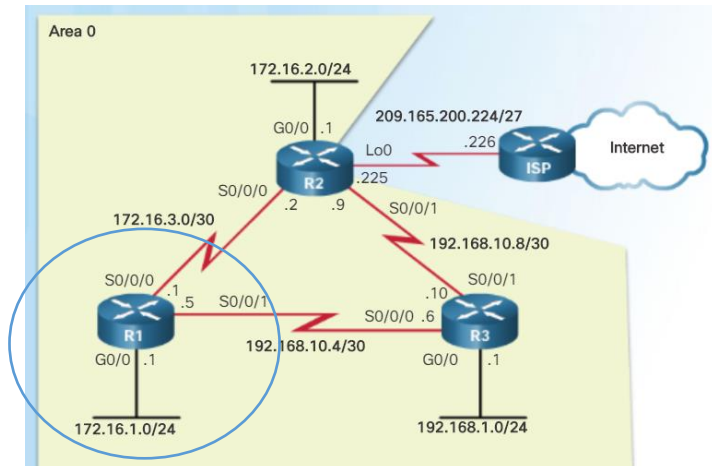 Area 0
172.16.2.0/24
209.165.200.224/27
G0/0 .1
Lo0
.226
Internet
ISP
R2
.225
S0/0/0
.2
.9
S0/0/1
172.16.3.0/30
192.168.10.8/30
S0/0/0
.1
S0/0/1
.10
.5
S0/0/1
S0/0/0 .6
R1
R3
192.168.10.4/30
G0/0 .1
G0/0 .1
172.16.1.0/24
192.168.1.0/24